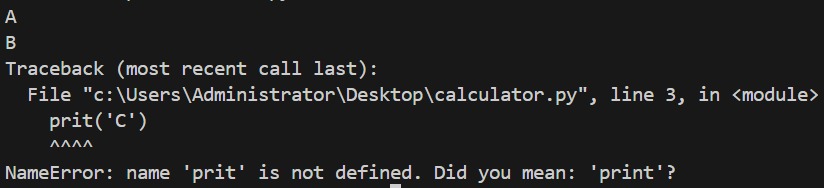 A
B
Traceback (most recent call last):
  File "c:\Users\Administrator\Desktop\calculator.py", line 3, in <module>
    prit('C')
    ^^^^
NameError: name 'prit' is not defined. Did you mean: 'print'?